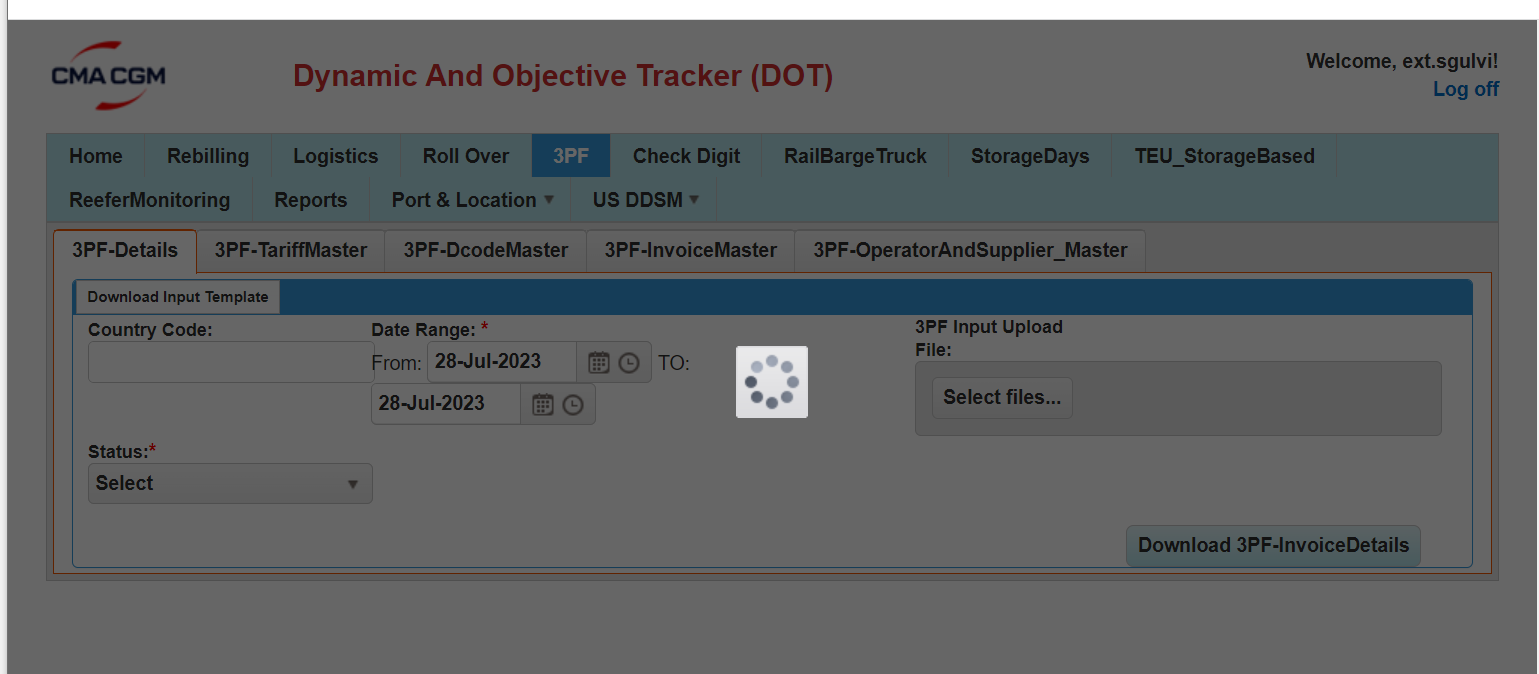 CMA CGM
Dynamic And Objective Tracker (DOT)
Welcome, ext.sgulvi!
Log off
Home Rebilling Logistics Roll Over 3PF Check Digit RailBargeTruck StorageDays TEU_StorageBased
ReeferMonitoring Reports Port & Location US DDSM
3PF-Details 3PF-TariffMaster 3PF-DcodeMaster 3PF-InvoiceMaster 3PF-OperatorAndSupplier_Master
Download Input Template
Country Code:
Date Range: *
From: 28-Jul-2023 TO:
28-Jul-2023
3PF Input Upload
File:
Select files...
Status:*
Select
Download 3PF-InvoiceDetails